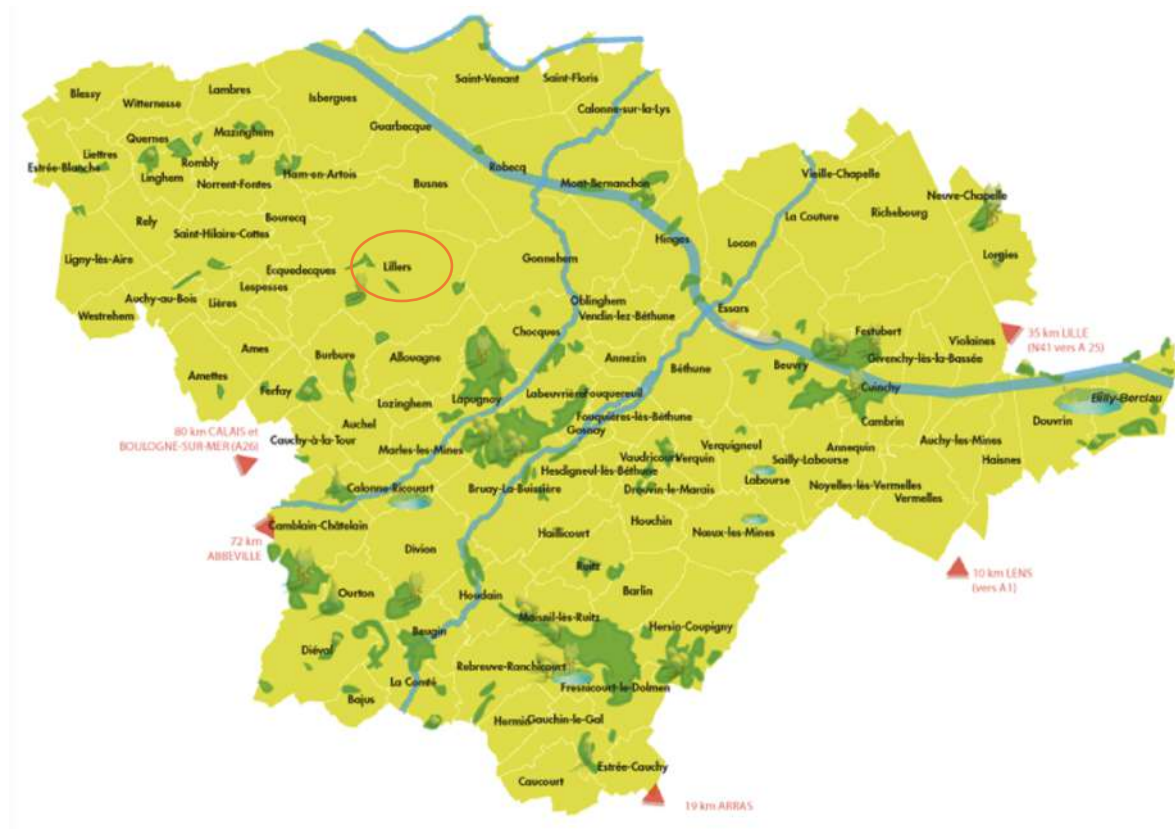 Saint-Venant
Saint-Floris
Blessy
Witternesse
Lambres
Isbergues
Calonne-sur-la-Lys
Guarbecque
Quernes
Mazinghem
Liettres
Estrée-Blanche
Rombly
Linghem
Norrent-Fontes
Ham-en-Artois
Robecq
Busnes
Mont-Bernanchon
Vieille-Chapelle
Neuve-Chapelle
La Couture
Richebourg
Rely
Bourecq
Saint-Hilaire-Cottes
Hinges
Locon
Lorgies
Ligny-lès-Aire
Ecquedecques
Lillers
Gonnehem
Lespesses
Auchy-au-Bois
Lières
Westrehem
Oblinghem
Vendin-lez-Béthune
Essars
Chocques
Festubert
Violaines
35 km LILLE
(N41 vers A 25)
Ames
Burbure
Allouagne
Annezin
Béthune
Beuvry
Givenchy-lès-la-Bassée
Amettes
Ferfay
Lozinghem
Lapugnoy
Labeuvrière
Fouquereuil
Cuinchy
Billy-Berclau
Auchel
Fouquières-lès-Béthune
Gosnay
Cambrin
Douvrin
80 km CALAIS et
BOULOGNE-SUR-MER (A26)
Cauchy-à-la-Tour
Marles-les-Mines
Verquigneul
Vaudricourt
Verquin
Sailly-Labourse
Annequin
Auchy-les-Mines
Haisnes
Hesdigneul-lès-Béthune
Labourse
Calonne-Ricouart
Bruay-La-Buissière
Drouvin-le-Marais
Noyelles-lès-Vermelles
Vermelles
Camblain-Châtelain
72 km
ABBEVILLE
Houchin
Haillicourt
Nœux-les-Mines
Divion
Ruitz
10 km LENS
(vers A1)
Ourton
Houdain
Barlin
Maisnil-lès-Ruitz
Hersin-Coupigny
Beugin
Diéval
Rebreuve-Ranchicourt
La Comté
Fresnicourt-le-Dolmen
Bajus
Hermin
Gauchin-le-Gal
Estrée-Cauchy
Caucourt
19 km ARRAS